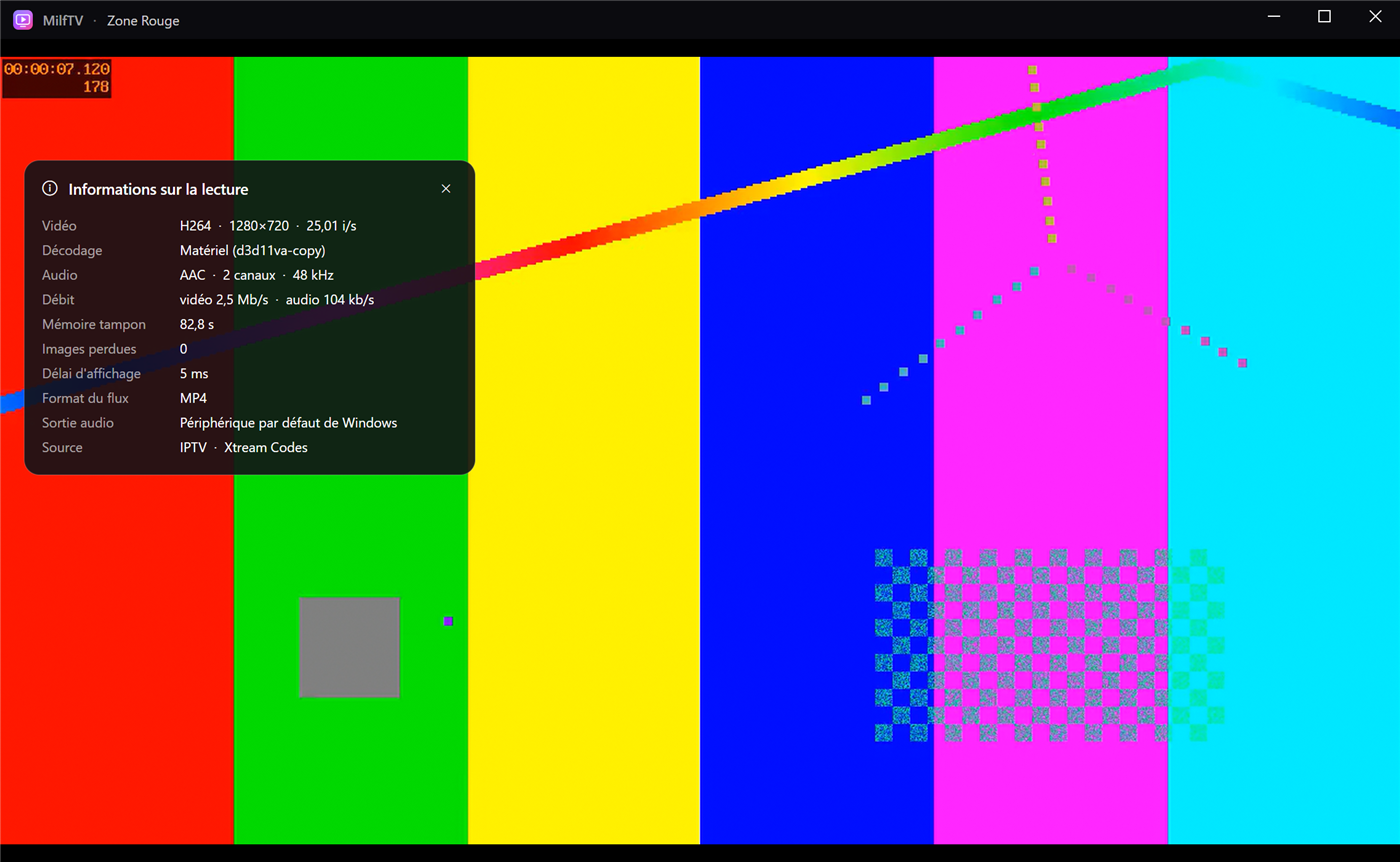 MilfTV · Zone Rouge
00:00:07.120
178
Informations sur la lecture
Vidéo H264 · 1280×720 · 25,01 i/s
Décodage Matériel (d3d11va-copy)
Audio AAC · 2 canaux · 48 kHz
Débit vidéo 2,5 Mb/s · audio 104 kb/s
Mémoire tampon 82,8 s
Images perdues 0
Délai d'affichage 5 ms
Format du flux MP4
Sortie audio Périphérique par défaut de Windows
Source IPTV · Xtream Codes